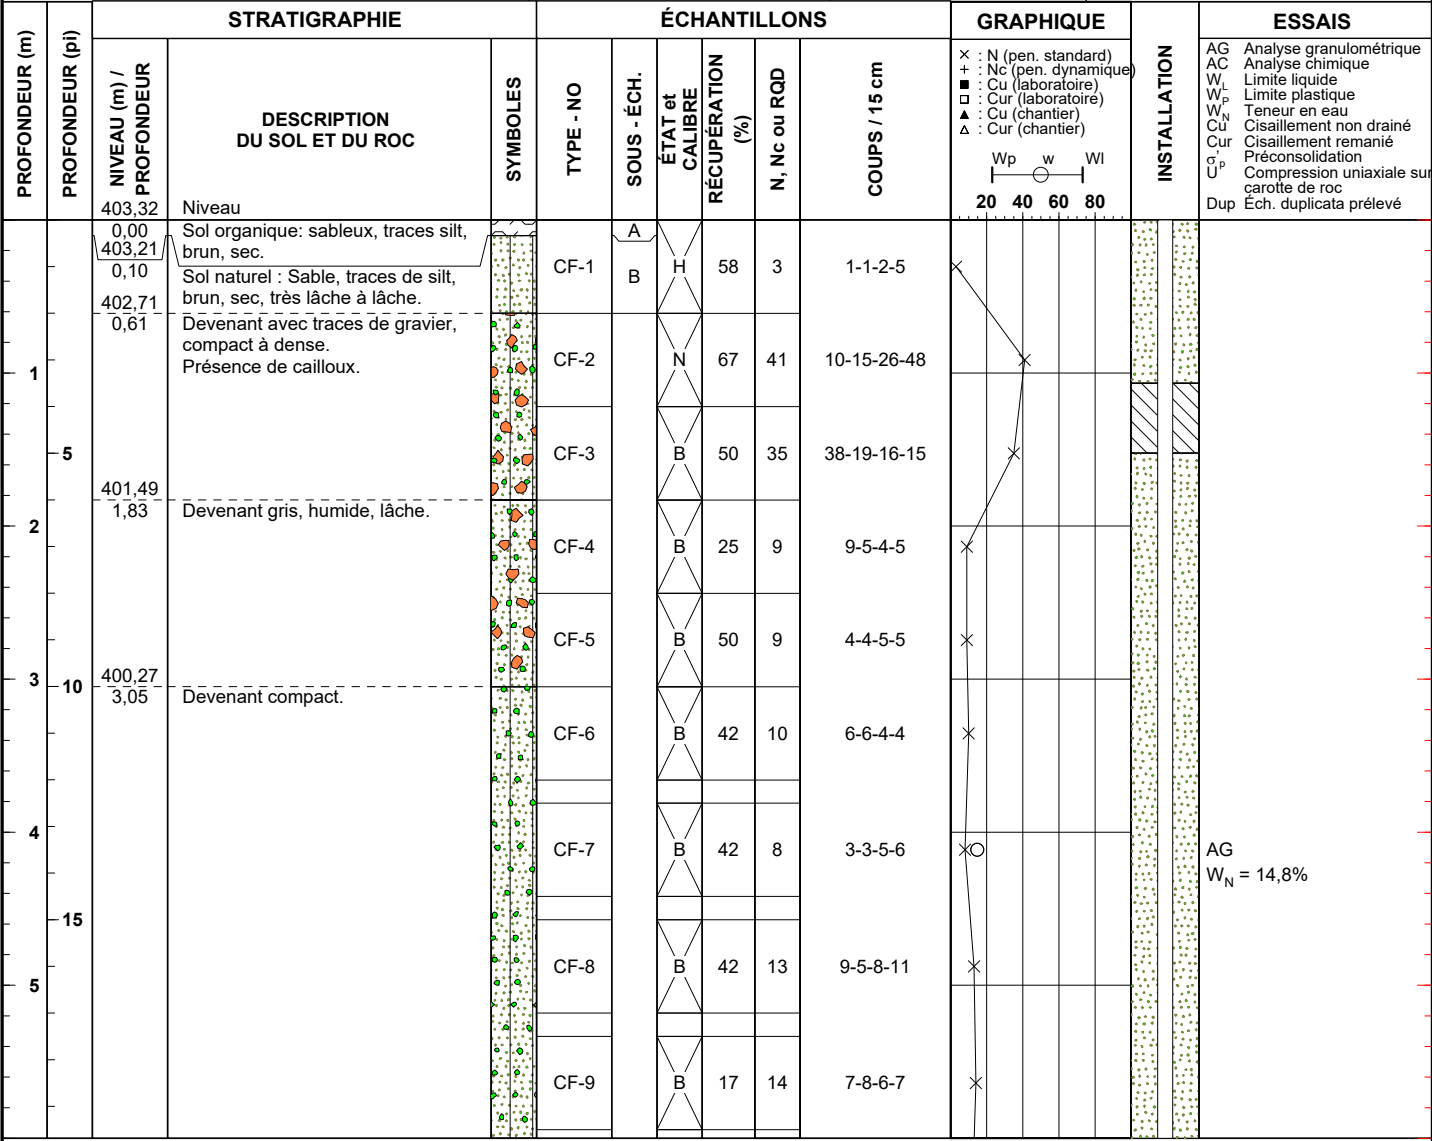 STRATIGRAPHIE
ÉCHANTILLONS
GRAPHIQUE
ESSAIS
PROFONDEUR (m)
PROFONDEUR (pi)
NIVEAU (m) /
PROFONDEUR
DESCRIPTION
DU SOL ET DU ROC
SYMBOLES
TYPE - NO
SOUS - ÉCH.
ÉTAT et
CALIBRE
RÉCUPÉRATION
(%)
N, Nc ou RQD
COUPS / 15 cm
× : N (pen. standard)
+ : Nc (pen. dynamique)
■ : Cu (laboratoire)
□ : Cur (laboratoire)
▲ : Cu (chantier)
△ : Cur (chantier)
Wp w Wl
20 40 60 80
INSTALLATION
AG Analyse granulométrique
AC Analyse chimique
W_L Limite liquide
W_P Limite plastique
W_N Teneur en eau
Cu Cisaillement non drainé
Cur Cisaillement remanié
σ'_p Préconsolidation
U Compression uniaxiale sur
carotte de roc
Dup Éch. duplicata prélevé
403,32 Niveau
0,00 Sol organique: sableux, traces silt,
403,21 brun, sec.
0,10 Sol naturel : Sable, traces de silt,
402,71 brun, sec, très lâche à lâche.
A
B
CF-1 H 58 3 1-1-2-5
0,61 Devenant avec traces de gravier,
compact à dense.
Présence de cailloux.
CF-2 N 67 41 10-15-26-48
1
CF-3 B 50 35 38-19-16-15
5
401,49
1,83 Devenant gris, humide, lâche.
2
CF-4 B 25 9 9-5-4-5
CF-5 B 50 9 4-4-5-5
400,27
3
10
3,05 Devenant compact.
CF-6 B 42 10 6-6-4-4
4
CF-7 B 42 8 3-3-5-6
AG
W_N = 14,8%
15
CF-8 B 42 13 9-5-8-11
5
CF-9 B 17 14 7-8-6-7